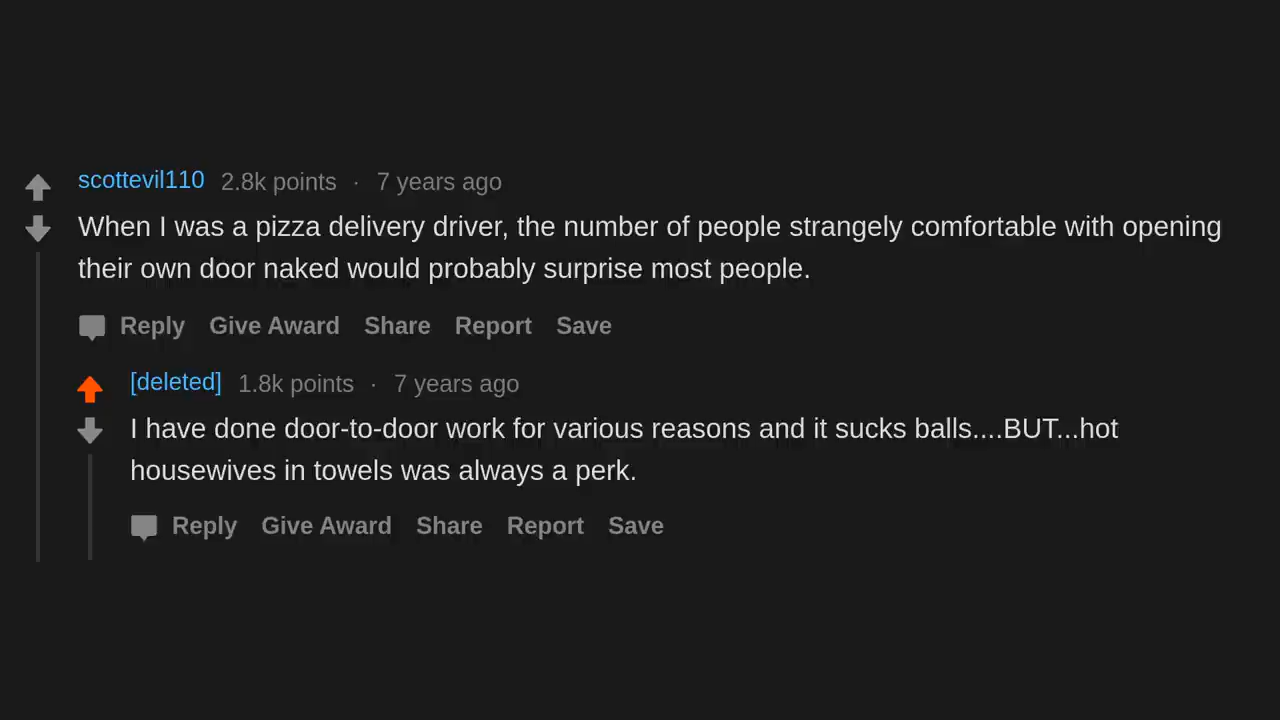 scottevil110 2.8k points · 7 years ago
When I was a pizza delivery driver, the number of people strangely comfortable with opening
their own door naked would probably surprise most people.
Reply Give Award Share Report Save
[deleted] 1.8k points · 7 years ago
I have done door-to-door work for various reasons and it sucks balls....BUT...hot
housewives in towels was always a perk.
Reply Give Award Share Report Save